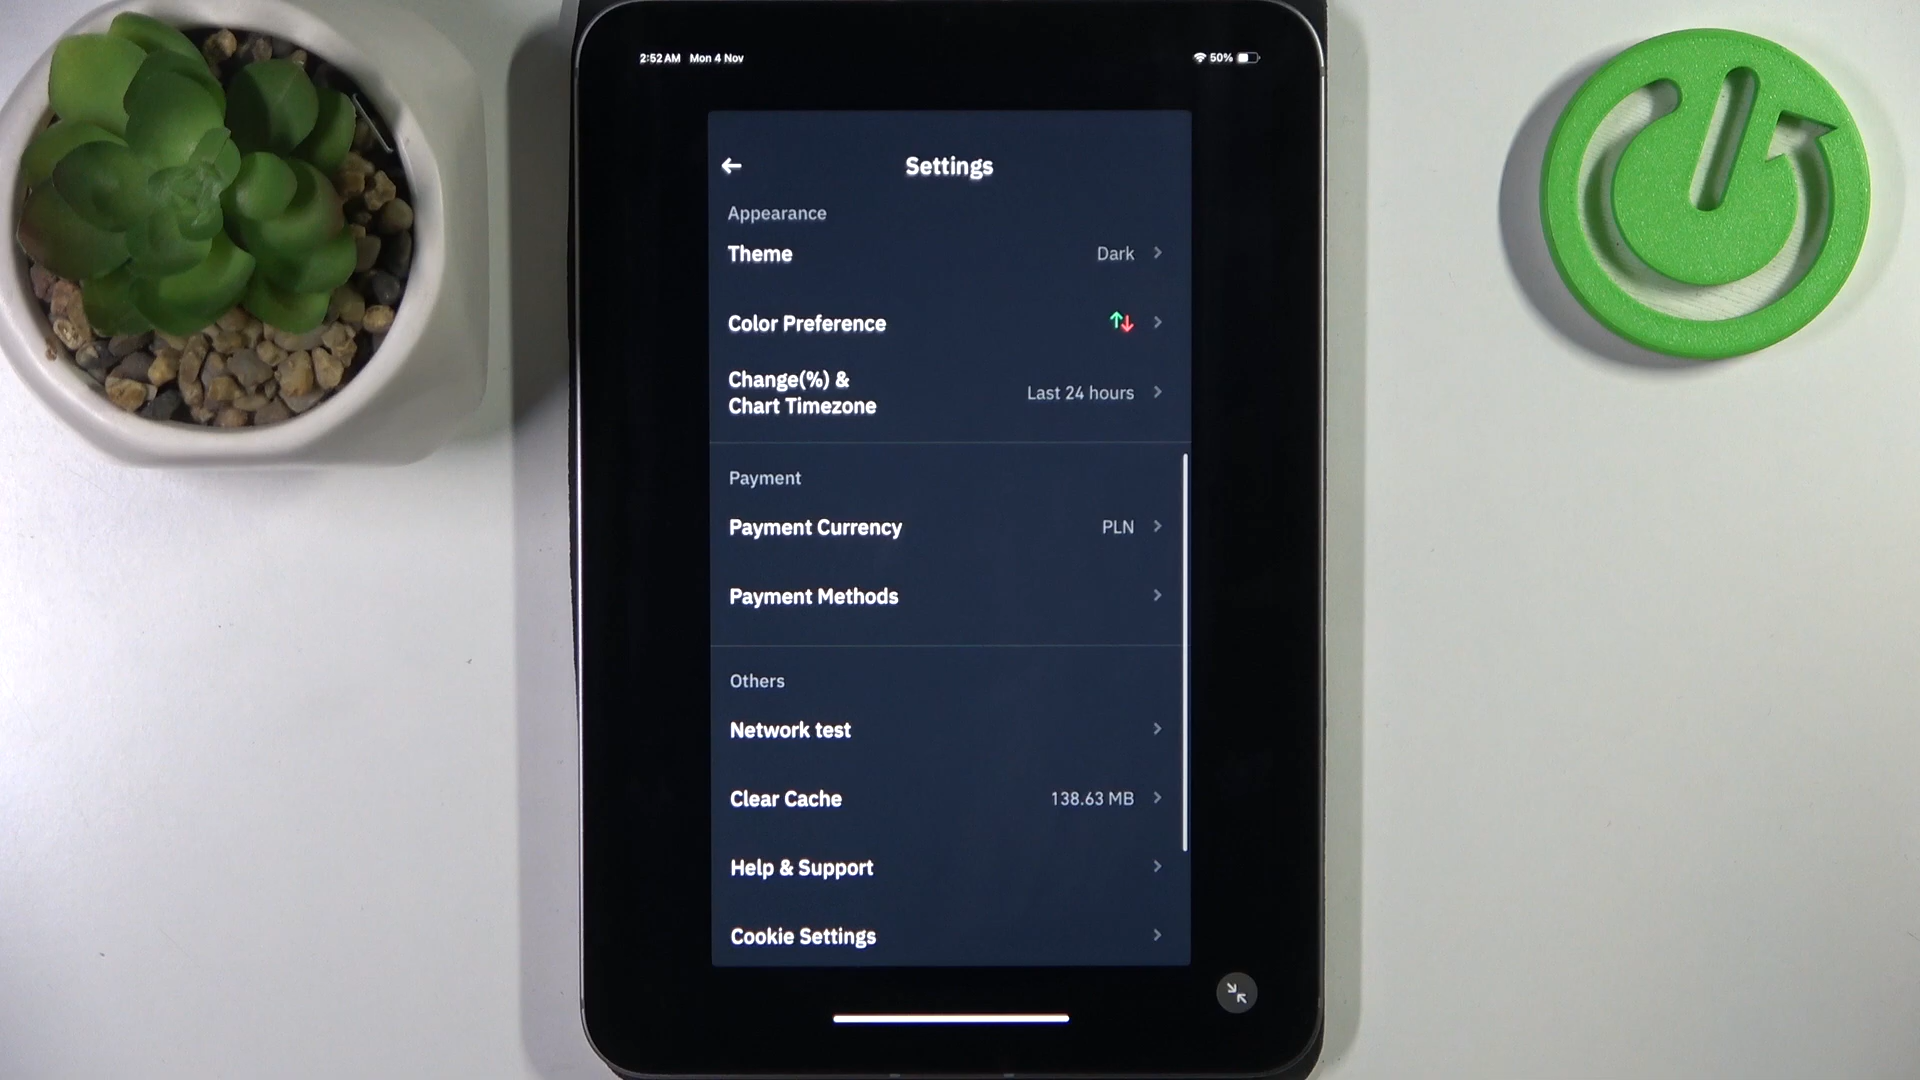 2:52 AM Mon 4 Nov
50%
Settings
Appearance
Theme Dark
Color Preference
Change(%) &
Chart Timezone Last 24 hours
Payment
Payment Currency PLN
Payment Methods
Others
Network test
Clear Cache 138.63 MB
Help & Support
Cookie Settings